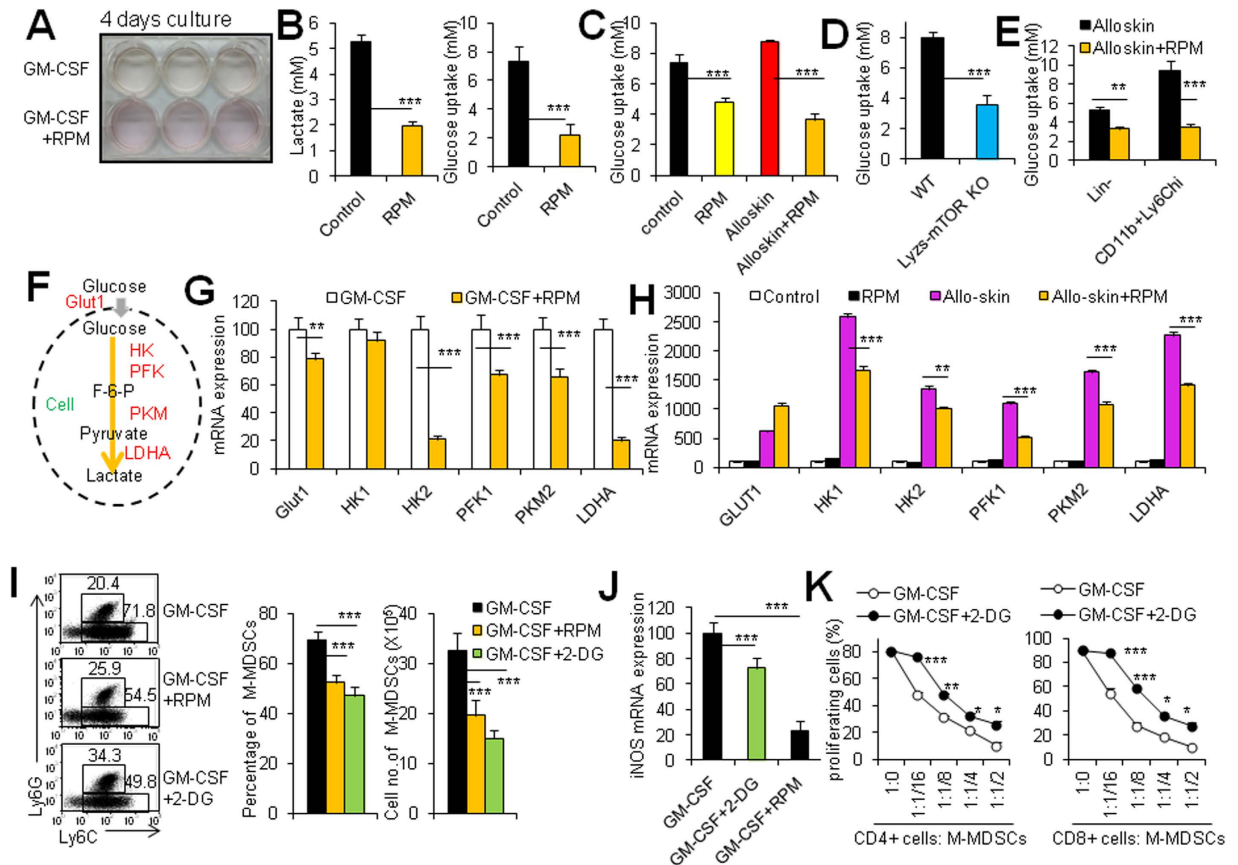 A
4 days culture
GM-CSF
GM-CSF
+RPM
B
Lactate (mM)
6
5
4
3
2
1
0
***
Control
RPM
Glucose uptake (mM)
10
8
6
4
2
0
***
Control
RPM
C
Glucose uptake (mM)
10
8
6
4
2
0
***
***
control
RPM
Alloskin
Alloskin+RPM
D
Glucose uptake (mM)
10
8
6
4
2
0
***
WT
Lyzs-mTOR KO
E
Alloskin
Alloskin+RPM
Glucose uptake (mM)
12
10
8
6
4
2
0
**
***
Lin-
CD11b+Ly6Chi
F
Glucose
Glut1
Glucose
HK
PFK
F-6-P
Cell
PKM
Pyruvate
LDHA
Lactate
G
GM-CSF
GM-CSF+RPM
mRNA expression
120
100
80
60
40
20
0
**
***
***
***
***
Glut1
HK1
HK2
PFK1
PKM2
LDHA
H
Control
RPM
Allo-skin
Allo-skin+RPM
mRNA expression
3000
2500
2000
1500
1000
500
0
***
**
***
***
***
GLUT1
HK1
HK2
PFK1
PKM2
LDHA
I
20.4
71.8
GM-CSF
25.9
54.5
GM-CSF
+RPM
34.3
49.8
GM-CSF
+2-DG
Ly6G
Ly6C
Percentage of M-MDSCs
80
60
40
20
0
***
***
Cell no. of M-MDSCs (X10⁶)
40
30
20
10
0
***
***
GM-CSF
GM-CSF+RPM
GM-CSF+2-DG
J
iNOS mRNA expression
120
100
80
60
40
20
0
***
***
GM-CSF
GM-CSF+2-DG
GM-CSF+RPM
K
GM-CSF
GM-CSF+2-DG
proliferating cells (%)
80
60
40
20
0
***
**
*
*
1:0
1:1/16
1:1/8
1:1/4
1:1/2
CD4+ cells: M-MDSCs
GM-CSF
GM-CSF+2-DG
100
80
60
40
20
0
***
***
*
*
1:0
1:1/16
1:1/8
1:1/4
1:1/2
CD8+ cells: M-MDSCs